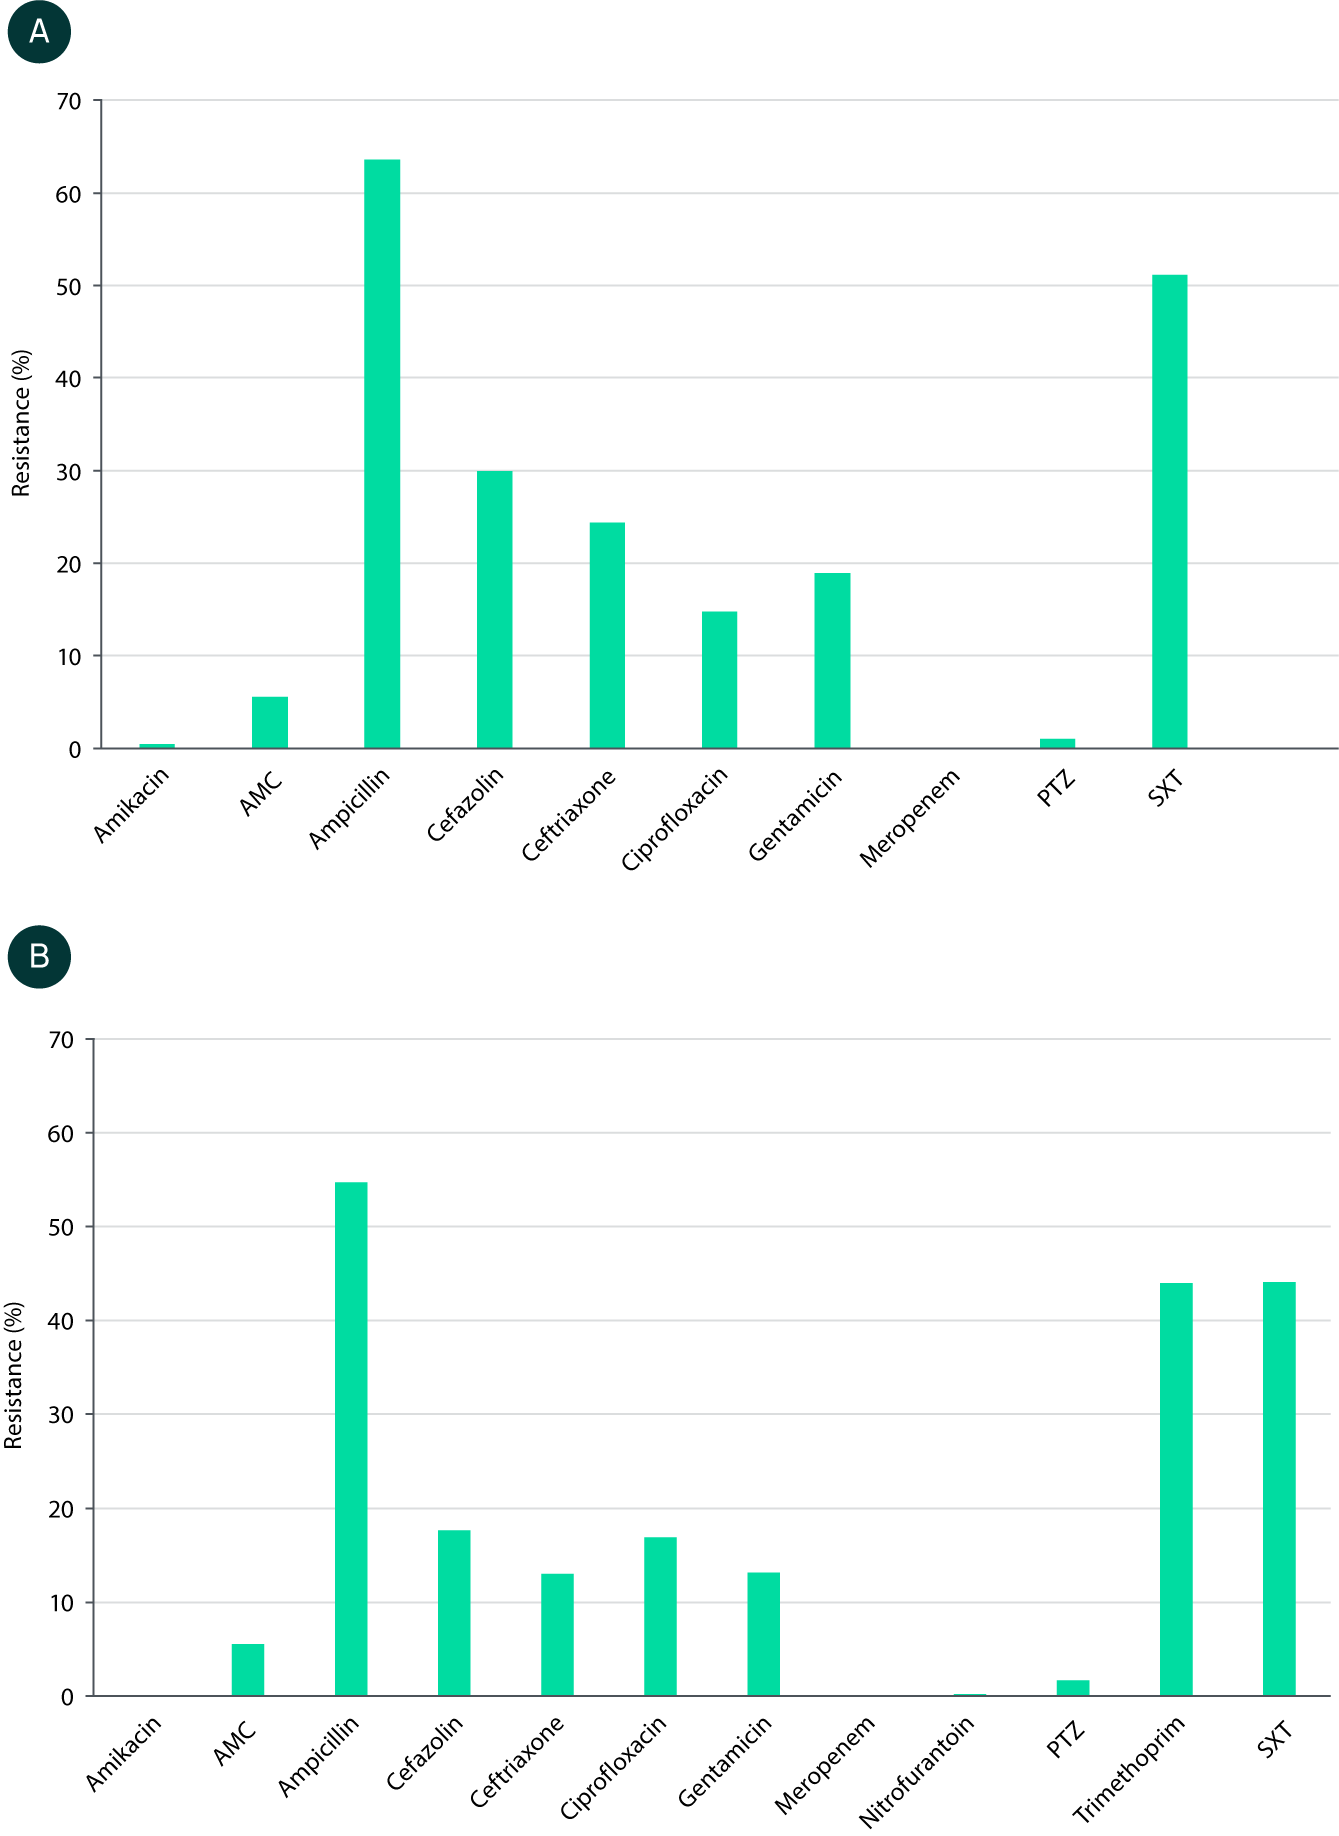 A
70
60
50
40
30
20
10
0
Resistance (%)
Amikacin
AMC
Ampicillin
Cefazolin
Ceftriaxone
Ciprofloxacin
Gentamicin
Meropenem
PTZ
SXT
B
70
60
50
40
30
20
10
0
Resistance (%)
Amikacin
AMC
Ampicillin
Cefazolin
Ceftriaxone
Ciprofloxacin
Gentamicin
Meropenem
Nitrofurantoin
PTZ
Trimethoprim
SXT